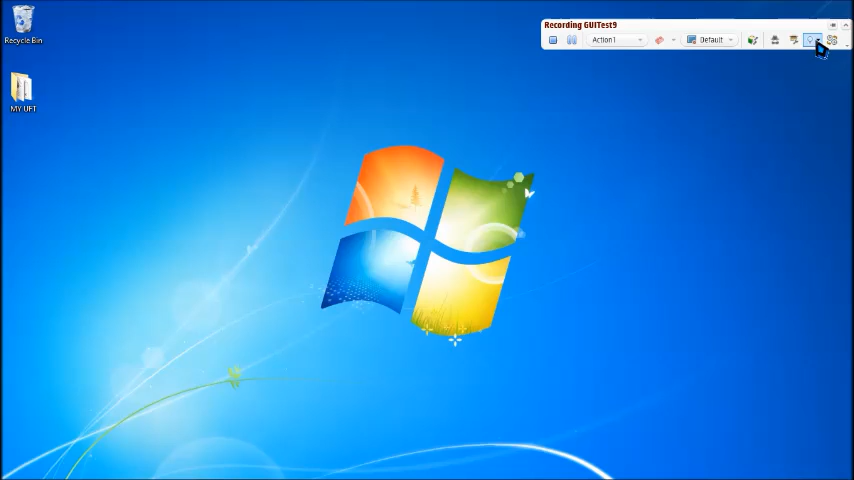 Recording GUITest9
Action1
Default
Recycle Bin
MY UFT